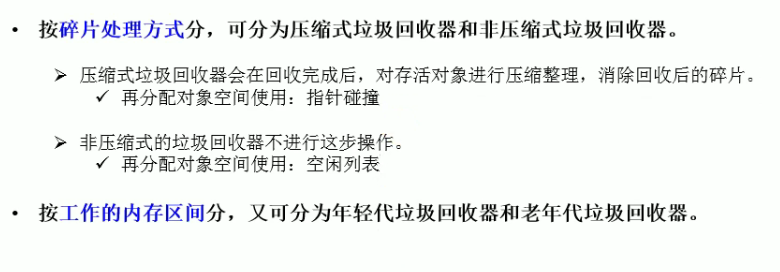 • 按碎片处理方式分，可分为压缩式垃圾回收器和非压缩式垃圾回收器。
➢ 压缩式垃圾回收器会在回收完成后，对存活对象进行压缩整理，消除回收后的碎片。
✓ 再分配对象空间使用：指针碰撞
➢ 非压缩式的垃圾回收器不进行这步操作。
✓ 再分配对象空间使用：空闲列表
• 按工作的内存区间分，又可分为年轻代垃圾回收器和老年代垃圾回收器。